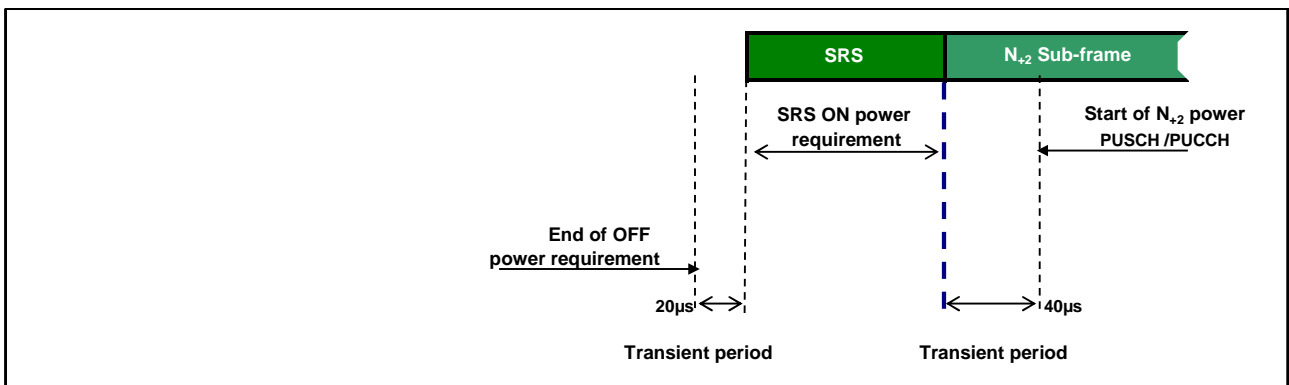 SRS
N+2 Sub-frame
SRS ON power
requirement
Start of N+2 power
PUSCH /PUCCH
End of OFF
power requirement
20µs
40µs
Transient period
Transient period